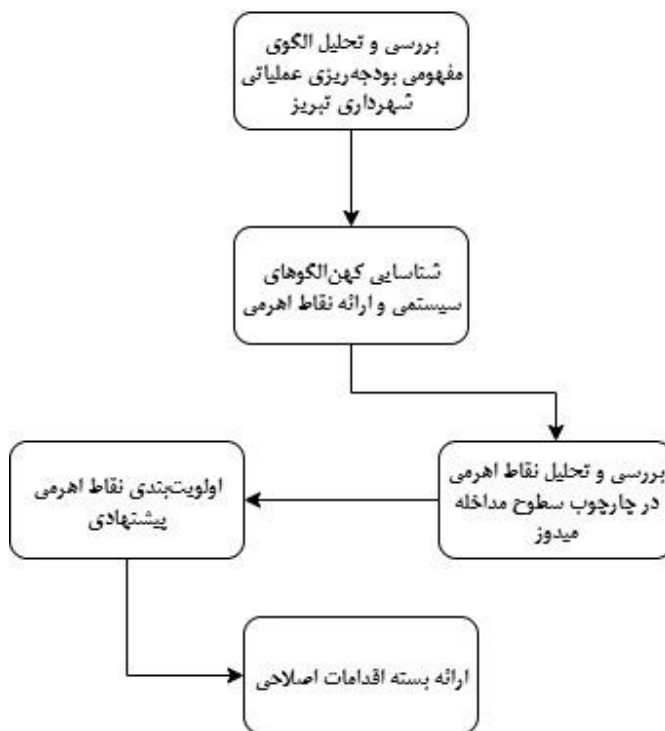 بررسی و تحلیل الگوی
مفهومی بودجه‌ریزی عملیاتی
شهرداری تبریز
شناسایی کهن‌الگوهای
سیستمی و ارائه نقاط اهرمی
بررسی و تحلیل نقاط اهرمی
در چارچوب سطوح مداخله
میدوز
اولویت‌بندی نقاط اهرمی
پیشنهادی
ارائه بسته اقدامات اصلاحی